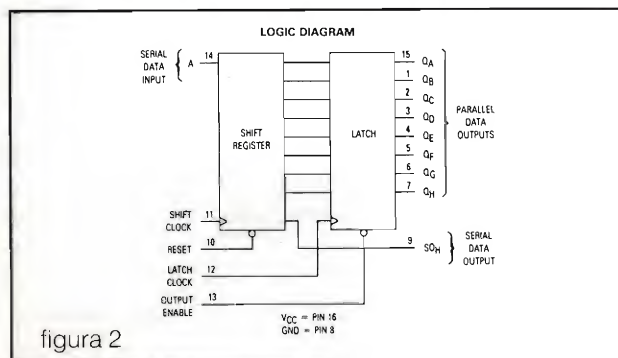 LOGIC DIAGRAM
SERIAL DATA INPUT
A
14
SHIFT REGISTER
LATCH
15 QA
1 QB
2 QC
3 QD
4 QE
5 QF
6 QG
7 QH
PARALLEL DATA OUTPUTS
SHIFT CLOCK
11
RESET
10
LATCH CLOCK
12
OUTPUT ENABLE
13
9 SOH
SERIAL DATA OUTPUT
VCC = PIN 16
GND = PIN 8
figura 2